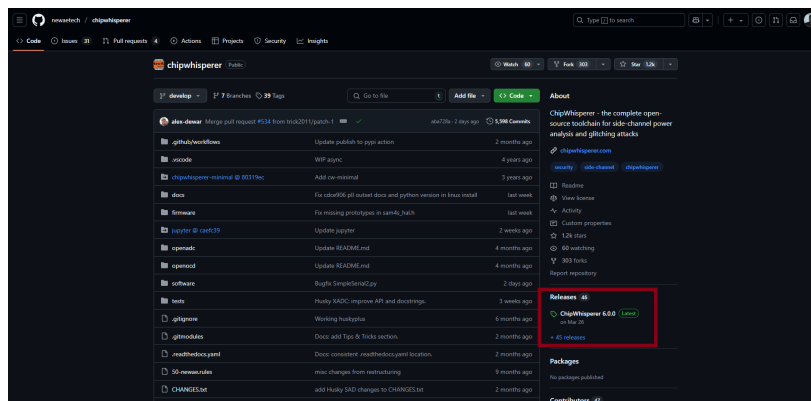 newaetech / chipwhisperer
Type / to search
Code
Issues 31
Pull requests 4
Actions
Projects
Security
Insights
chipwhisperer Public
Watch 60
Fork 303
Star 1.2k
develop
7 Branches
39 Tags
Go to file
t
Add file
Code
alex-dewar Merge pull request #534 from trick2011/patch-1
2 days ago
5,598 Commits
.github/workflows
Update publish to pypi action
2 months ago
.vscode
WIP async
4 years ago
chipwhisperer-minimal @ 80319ec
Add cw-minimal
3 years ago
docs
Fix cdce906 pll outset docs and python version in linux install
last week
firmware
Fix missing prototypes in sam4s_hal.h
last week
jupyter @ caefc39
Update jupyter
2 weeks ago
openadc
Update README.md
4 months ago
openocd
Update README.md
4 months ago
software
Bugfix SimpleSerial2.py
2 days ago
tests
Husky XADC: improve API and docstrings.
3 weeks ago
.gitignore
Working huskyplus
6 months ago
.gitmodules
Docs: add Tips & Tricks section.
2 months ago
.readthedocs.yaml
Docs: consistent .readthedocs.yaml location.
2 months ago
50-newae.rules
misc changes from restructuring
9 months ago
CHANGES.txt
add Husky SAD changes to CHANGES.txt
2 months ago
About
ChipWhisperer - the complete open-
source toolchain for side-channel power
analysis and glitching attacks
chipwhisperer.com
security
side-channel
chipwhisperer
Readme
View license
Activity
Custom properties
1.2k stars
60 watching
303 forks
Report repository
Releases 46
ChipWhisperer 6.0.0 Latest
on Mar 26
+ 45 releases
Packages
No packages published
Contributors 47